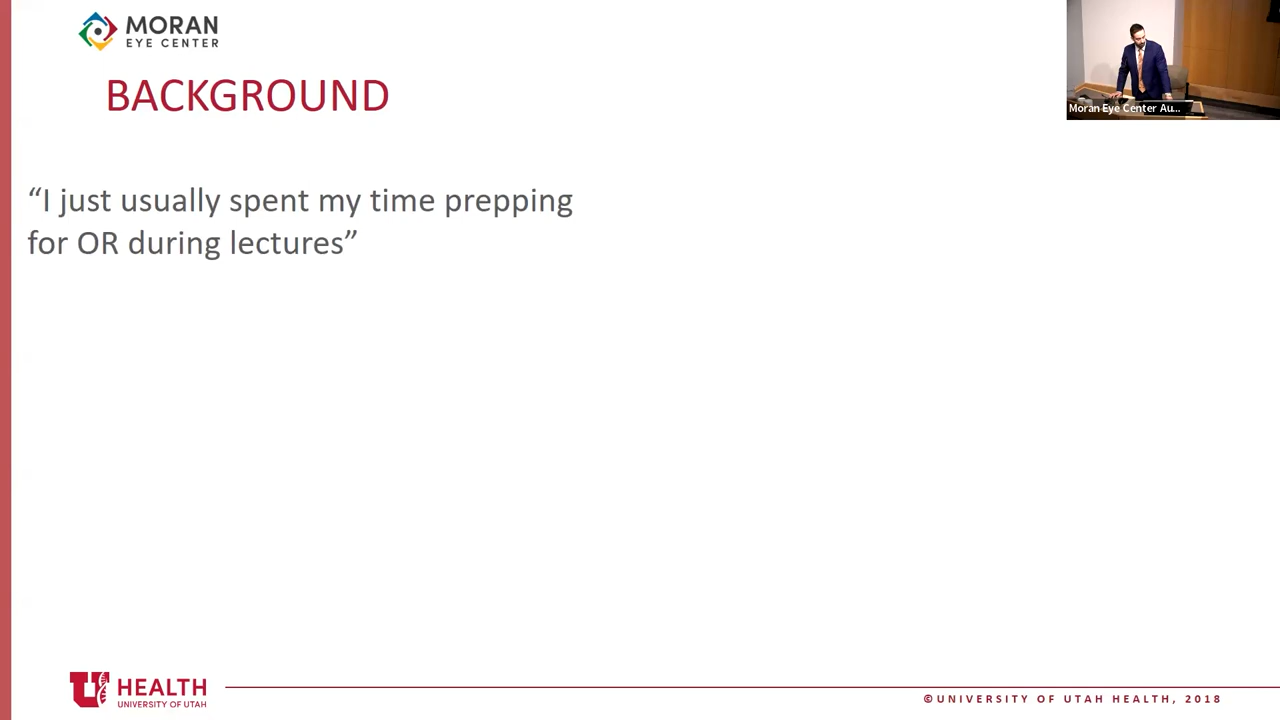 MORAN
EYE CENTER
BACKGROUND
Moran Eye Center Au...
“I just usually spent my time prepping
for OR during lectures”
U HEALTH
UNIVERSITY OF UTAH
©UNIVERSITY OF UTAH HEALTH, 2018